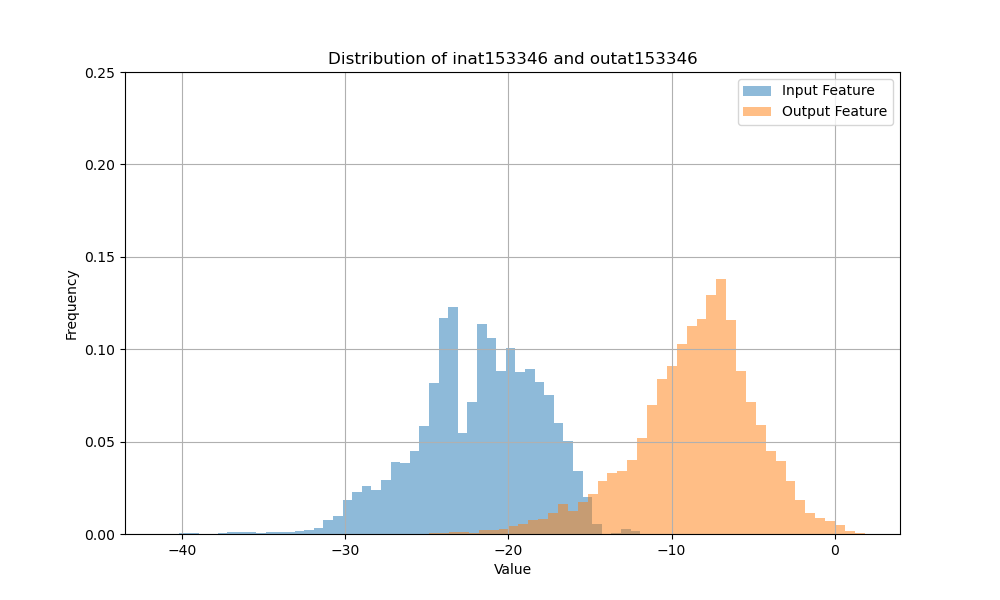 Distribution of inat153346 and outat153346
Input Feature
Output Feature
0.25
0.20
0.15
0.10
0.05
0.00
Frequency
−40
−30
−20
−10
0
Value